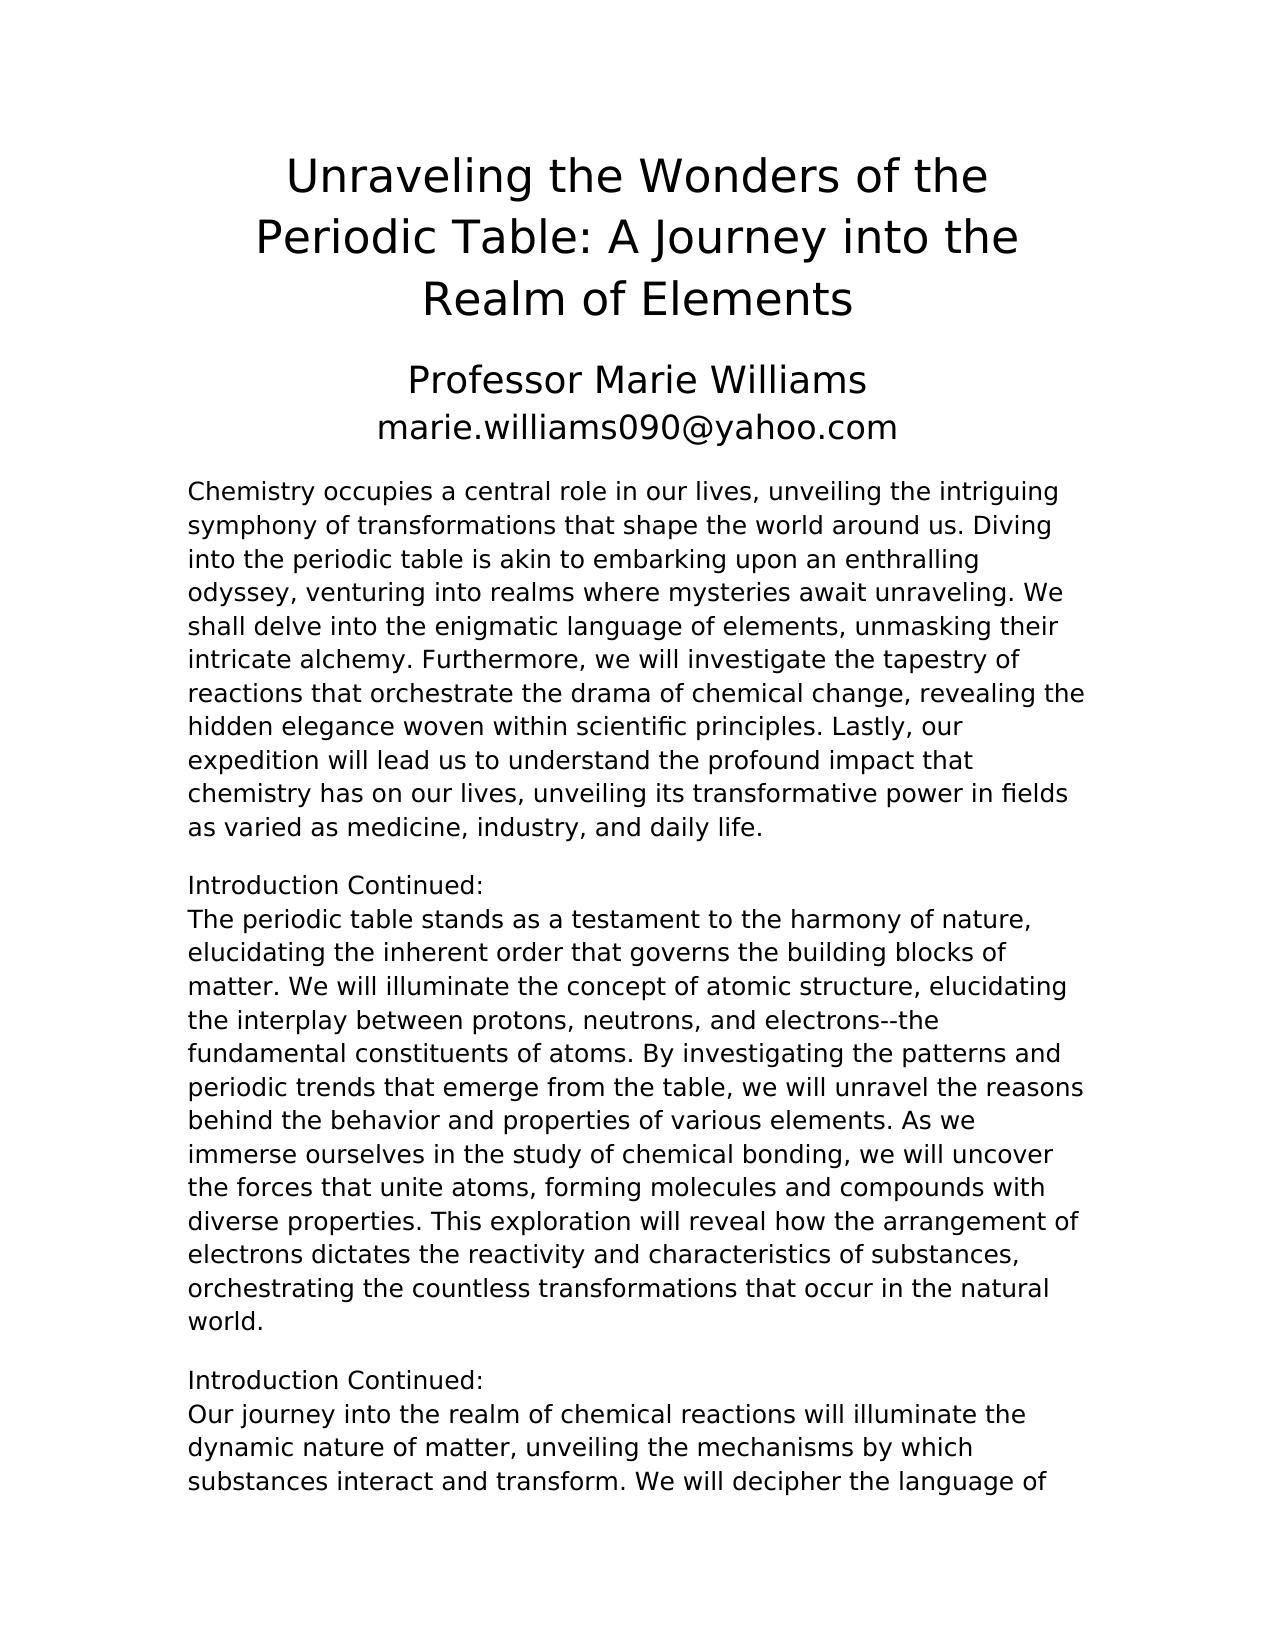 Unraveling the Wonders of the
Periodic Table: A Journey into the
Realm of Elements
Professor Marie Williams
marie.williams090@yahoo.com
Chemistry occupies a central role in our lives, unveiling the intriguing
symphony of transformations that shape the world around us. Diving
into the periodic table is akin to embarking upon an enthralling
odyssey, venturing into realms where mysteries await unraveling. We
shall delve into the enigmatic language of elements, unmasking their
intricate alchemy. Furthermore, we will investigate the tapestry of
reactions that orchestrate the drama of chemical change, revealing the
hidden elegance woven within scientific principles. Lastly, our
expedition will lead us to understand the profound impact that
chemistry has on our lives, unveiling its transformative power in fields
as varied as medicine, industry, and daily life.
Introduction Continued:
The periodic table stands as a testament to the harmony of nature,
elucidating the inherent order that governs the building blocks of
matter. We will illuminate the concept of atomic structure, elucidating
the interplay between protons, neutrons, and electrons--the
fundamental constituents of atoms. By investigating the patterns and
periodic trends that emerge from the table, we will unravel the reasons
behind the behavior and properties of various elements. As we
immerse ourselves in the study of chemical bonding, we will uncover
the forces that unite atoms, forming molecules and compounds with
diverse properties. This exploration will reveal how the arrangement of
electrons dictates the reactivity and characteristics of substances,
orchestrating the countless transformations that occur in the natural
world.
Introduction Continued:
Our journey into the realm of chemical reactions will illuminate the
dynamic nature of matter, unveiling the mechanisms by which
substances interact and transform. We will decipher the language of